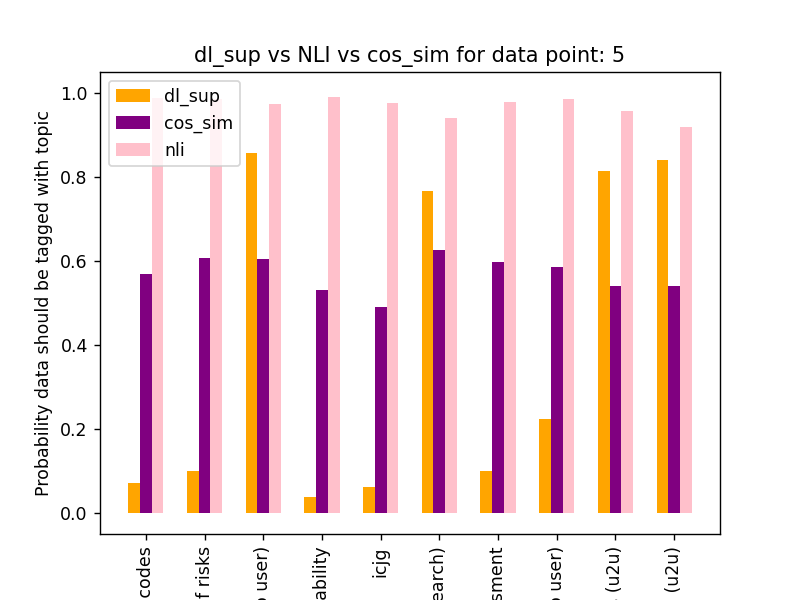 dl_sup vs NLI vs cos_sim for data point: 5
Probability data should be tagged with topic
1.0
0.8
0.6
0.4
0.2
0.0
dl_sup
cos_sim
nli
codes
f risks
o user)
ability
icjg
earch)
sment
o user)
(u2u)
(u2u)